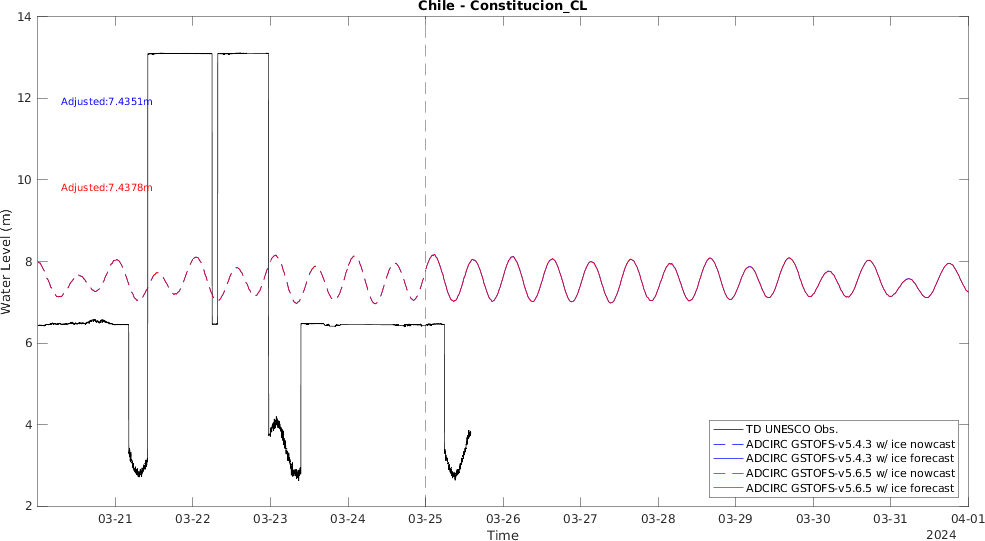 Chile - Constitucion_CL
14
12
10
8
6
4
2
Water Level (m)
Adjusted:7.4351m
Adjusted:7.4378m
TD UNESCO Obs.
ADCIRC GSTOFS-v5.4.3 w/ ice nowcast
ADCIRC GSTOFS-v5.4.3 w/ ice forecast
ADCIRC GSTOFS-v5.6.5 w/ ice nowcast
ADCIRC GSTOFS-v5.6.5 w/ ice forecast
03-21 03-22 03-23 03-24 03-25 03-26 03-27 03-28 03-29 03-30 03-31 04-01
Time
2024